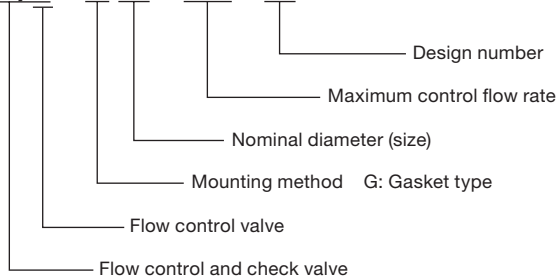 Design number
Maximum control flow rate
Nominal diameter (size)
Mounting method G: Gasket type
Flow control valve
Flow control and check valve